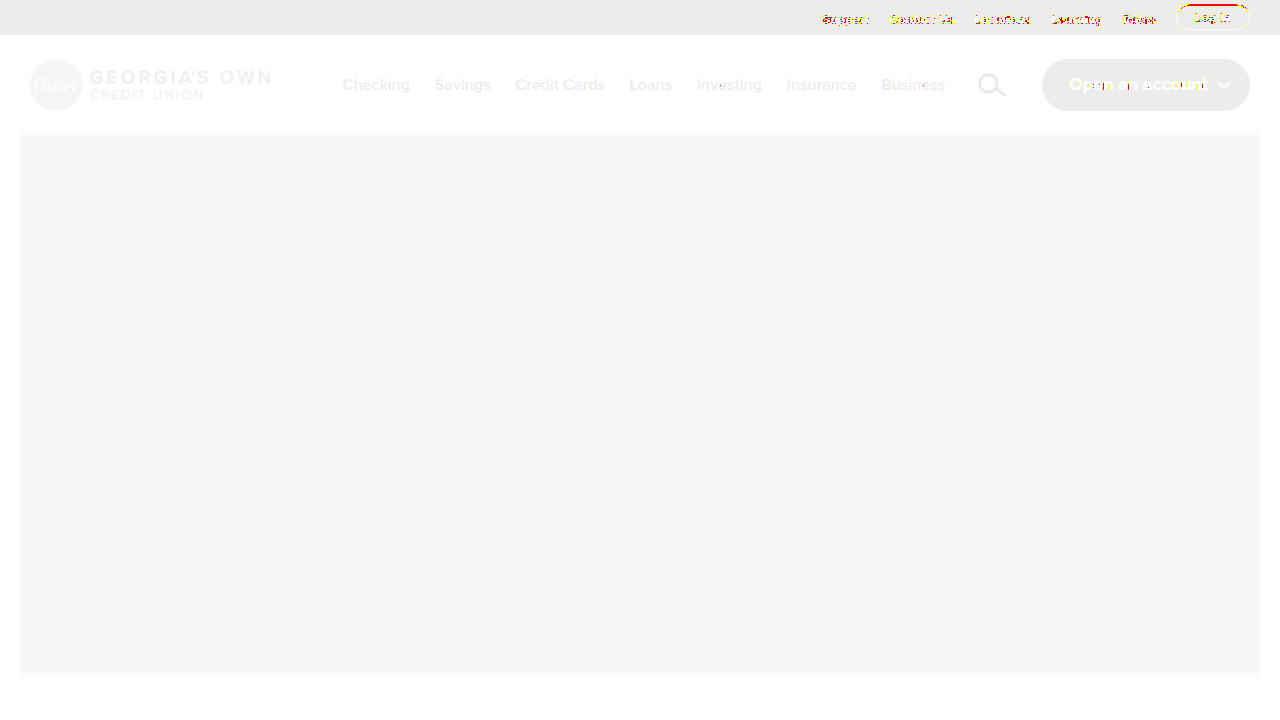 Support Contact Us Locations Learning Forms Log In
Own GEORGIA'S OWN
CREDIT UNION
Checking Savings Credit Cards Loans Investing Insurance Business Open an account